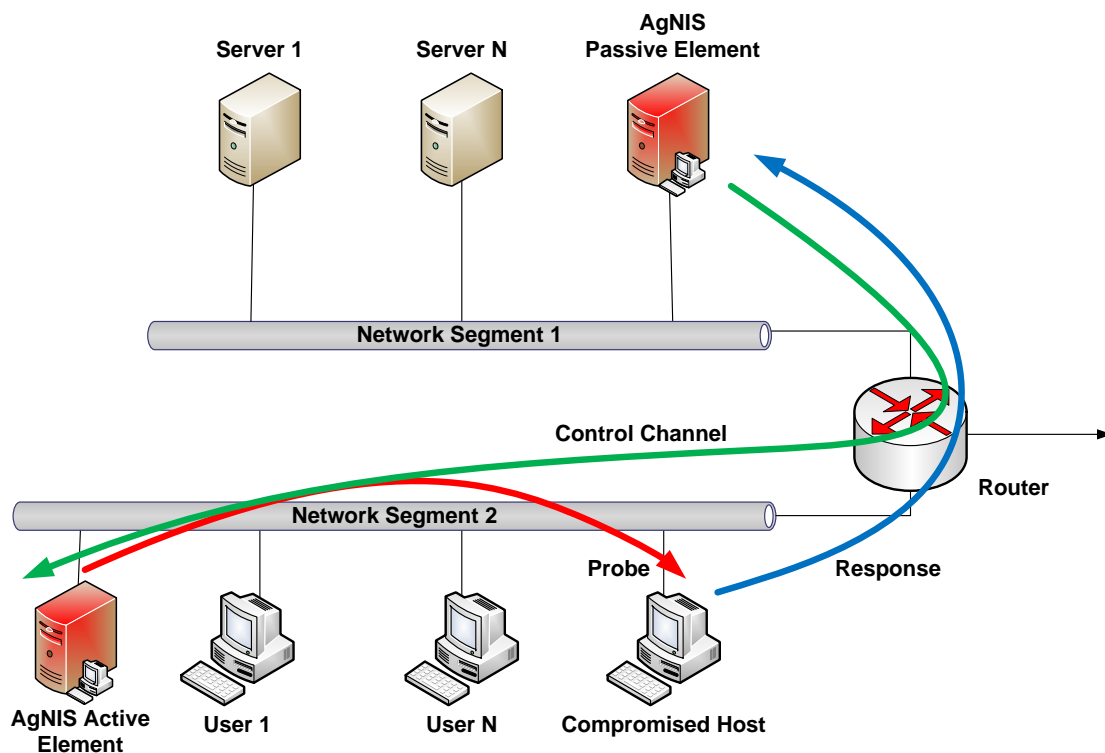 Server 1
Server N
AgNIS
Passive Element
Network Segment 1
Control Channel
Router
Network Segment 2
Probe
Response
AgNIS Active
Element
User 1
User N
Compromised Host